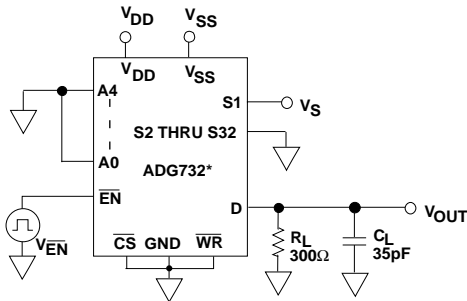 VDD VSS
VDD VSS
A4
S1 VS
S2 THRU S32
A0
ADG732*
EN
D VOUT
VEN
CS GND WR
RL
300Ω
CL
35pF